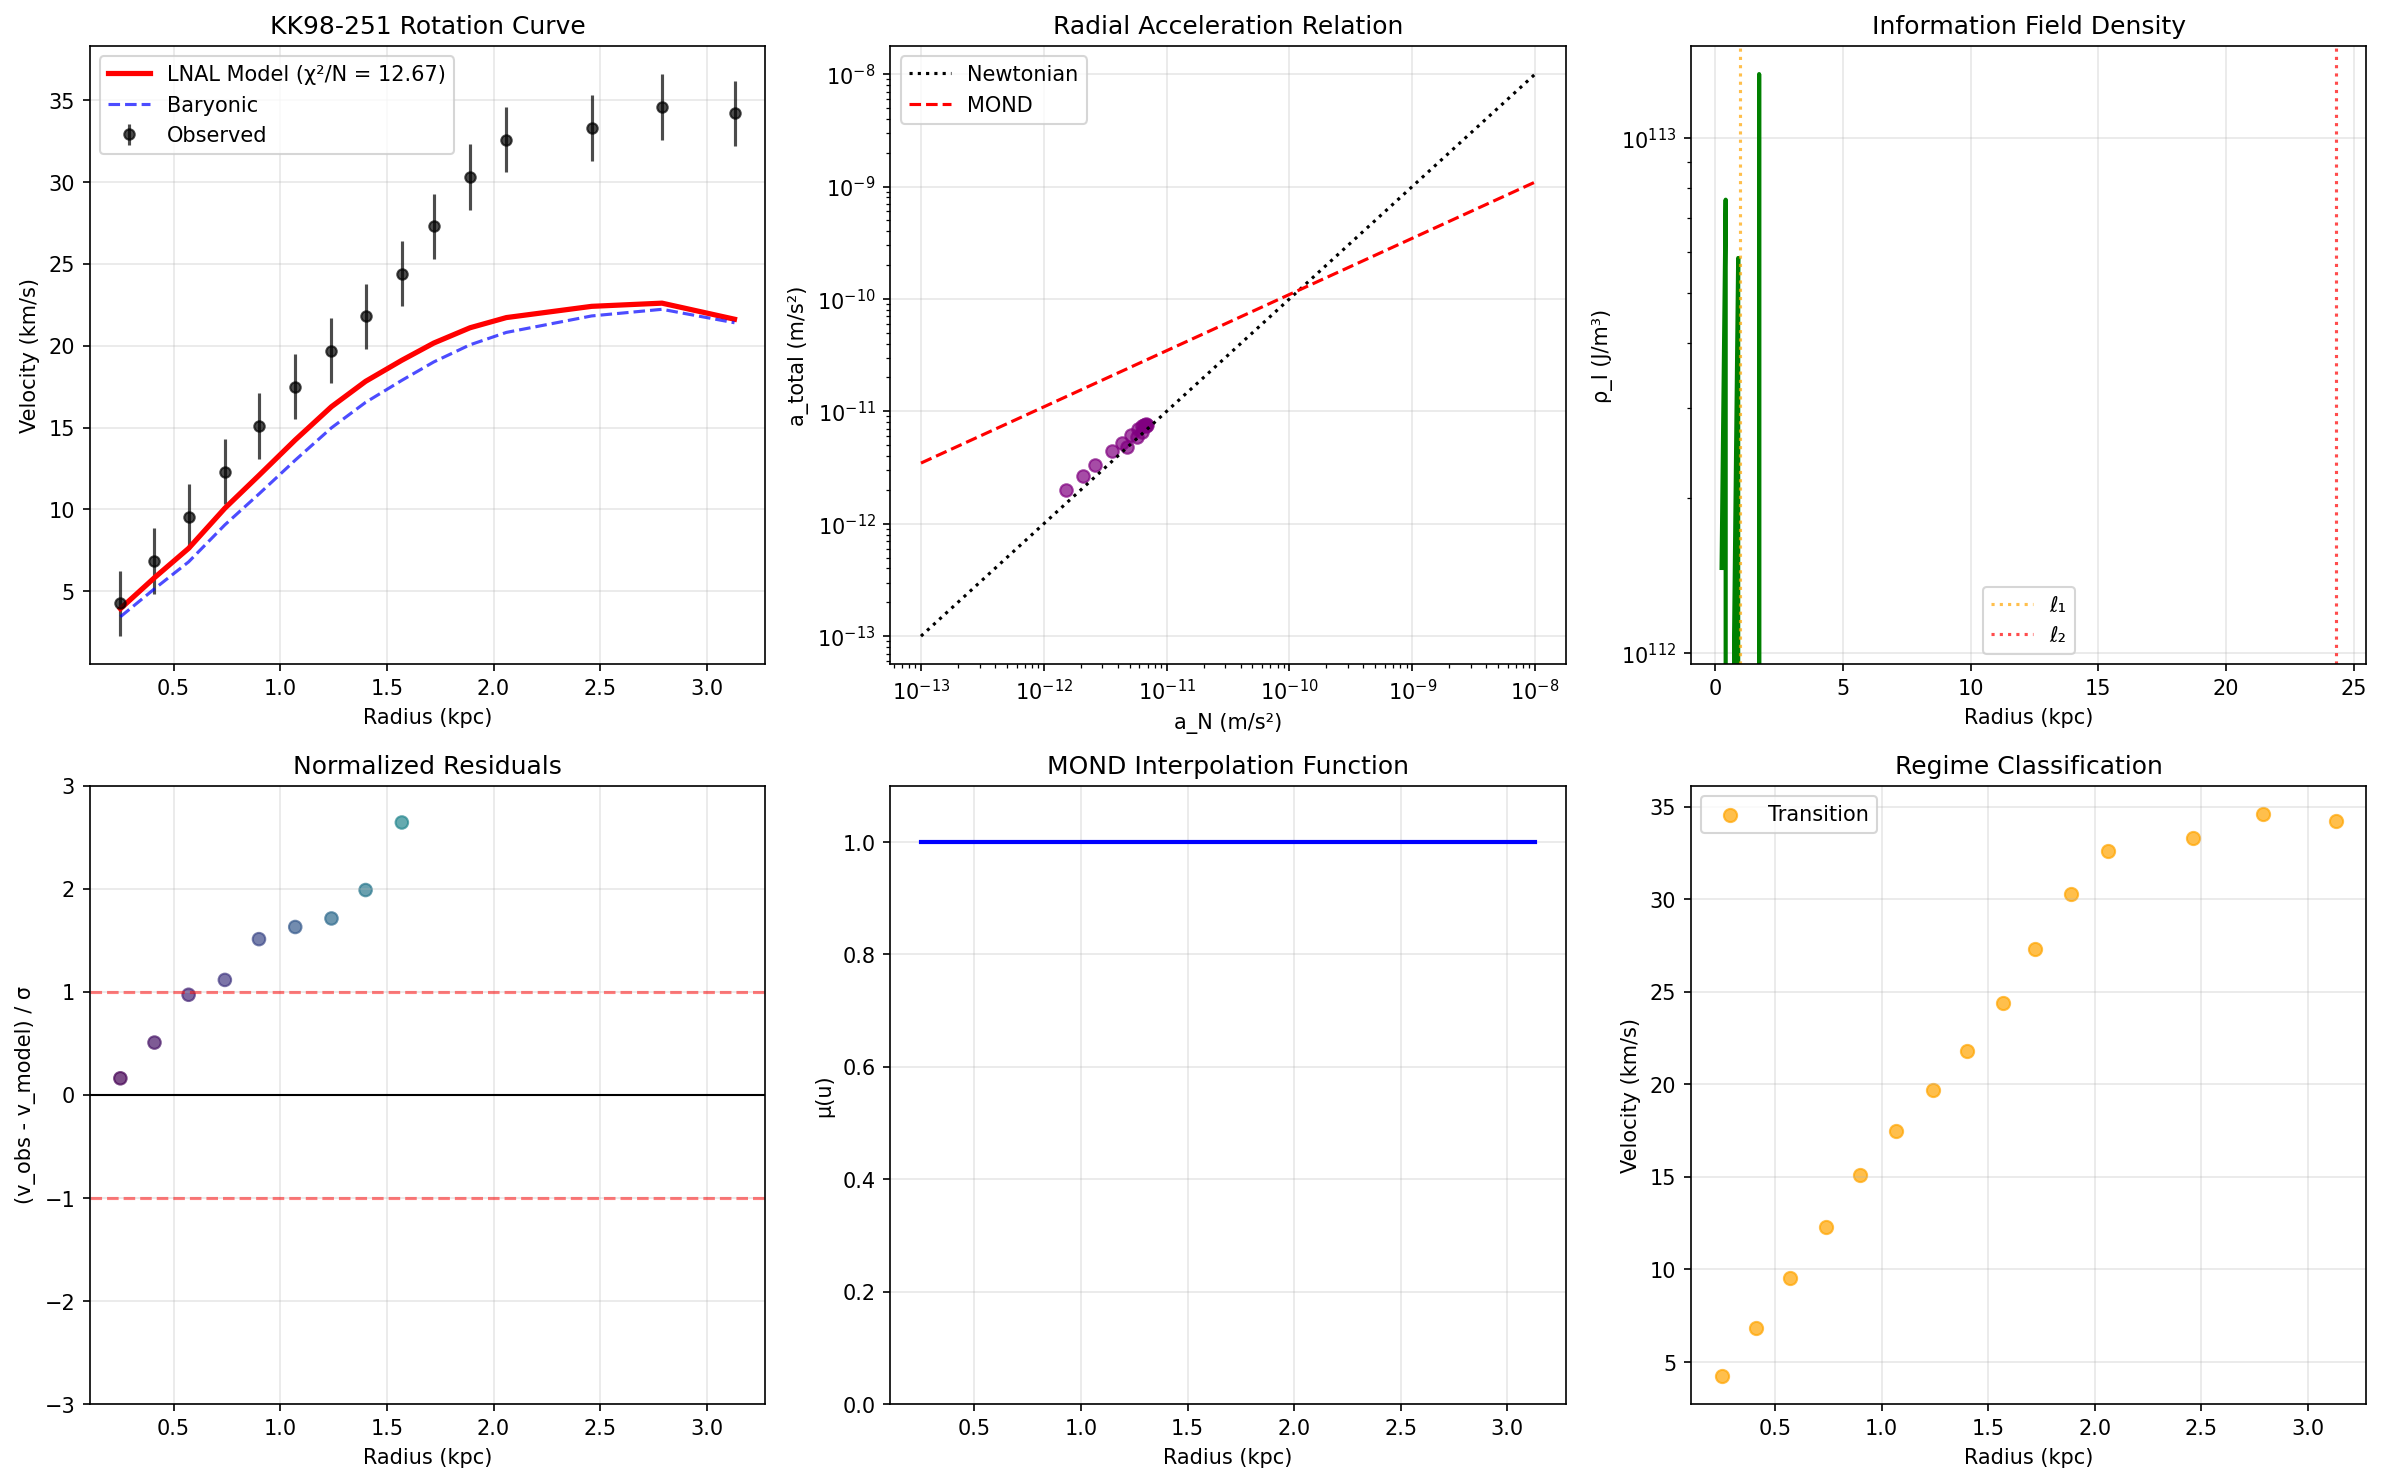 KK98-251 Rotation Curve
LNAL Model (χ²/N = 12.67)
Baryonic
Observed
Velocity (km/s)
35
30
25
20
15
10
5
0.5 1.0 1.5 2.0 2.5 3.0
Radius (kpc)
Radial Acceleration Relation
Newtonian
MOND
a_total (m/s²)
10⁻⁸
10⁻⁹
10⁻¹⁰
10⁻¹¹
10⁻¹²
10⁻¹³
10⁻¹³ 10⁻¹² 10⁻¹¹ 10⁻¹⁰ 10⁻⁹ 10⁻⁸
a_N (m/s²)
Information Field Density
ρ_I (J/m³)
10¹¹³
10¹¹²
ℓ₁
ℓ₂
0 5 10 15 20 25
Radius (kpc)
Normalized Residuals
(v_obs - v_model) / σ
3
2
1
0
−1
−2
−3
0.5 1.0 1.5 2.0 2.5 3.0
Radius (kpc)
MOND Interpolation Function
μ(u)
1.0
0.8
0.6
0.4
0.2
0.0
0.5 1.0 1.5 2.0 2.5 3.0
Radius (kpc)
Regime Classification
Transition
Velocity (km/s)
35
30
25
20
15
10
5
0.5 1.0 1.5 2.0 2.5 3.0
Radius (kpc)